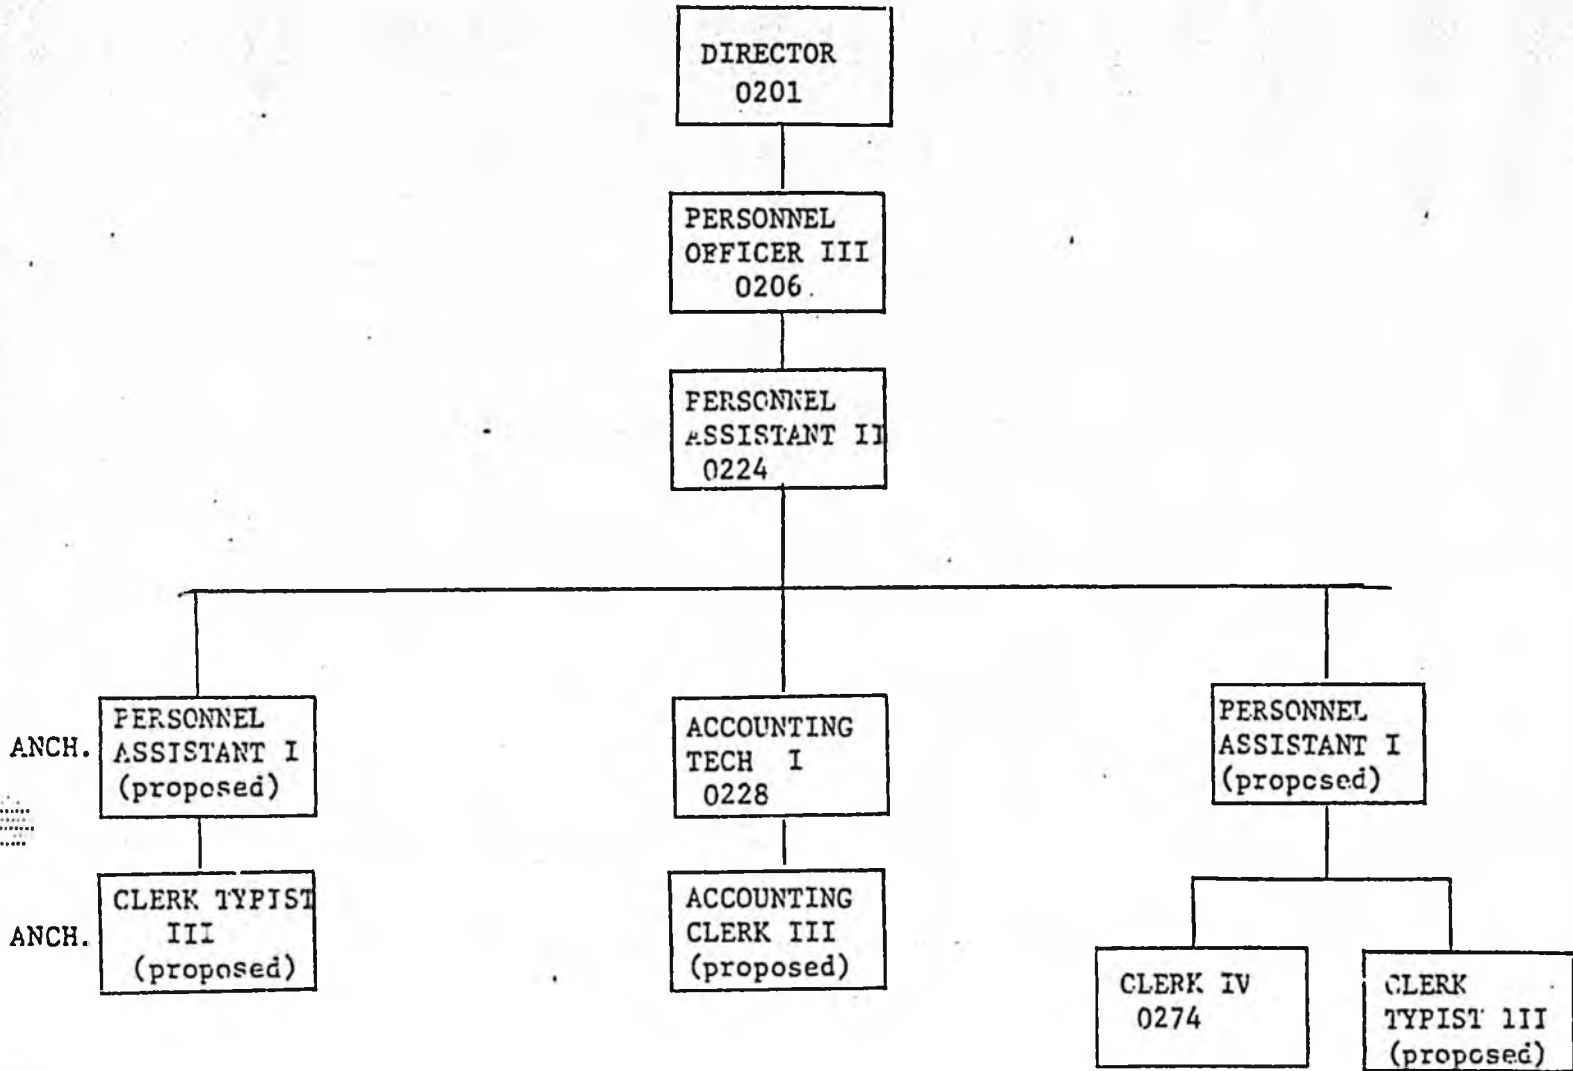 DIRECTOR
0201
PERSONNEL
OFFICER III
0206
PERSONNEL
ASSISTANT II
0224
ANCH.
PERSONNEL
ASSISTANT I
(proposed)
ACCOUNTING
TECH I
0228
PERSONNEL
ASSISTANT I
(proposed)
ANCH.
CLERK TYPIST
III
(proposed)
ACCOUNTING
CLERK III
(proposed)
CLERK IV
0274
CLERK
TYPIST III
(proposed)